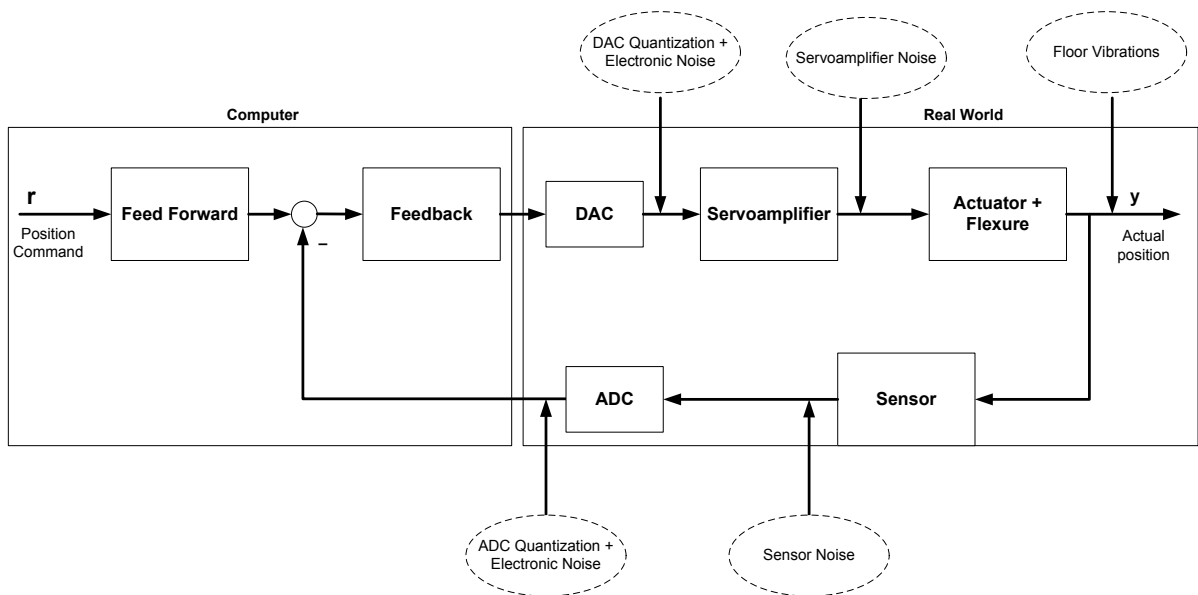 DAC Quantization +
Electronic Noise
Servoamplifier Noise
Floor Vibrations
Computer
Real World
r
Position
Command
Feed Forward
–
Feedback
DAC
Servoamplifier
Actuator +
Flexure
y
Actual
position
ADC
Sensor
ADC Quantization +
Electronic Noise
Sensor Noise